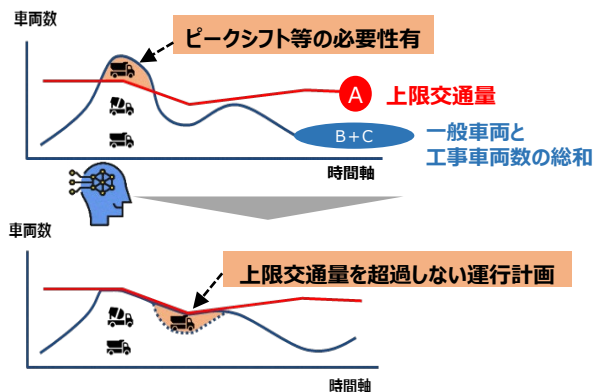 車両数
ピークシフト等の必要性有
A
上限交通量
B+C
一般車両と
工事車両数の総和
時間軸
車両数
上限交通量を超過しない運行計画
時間軸